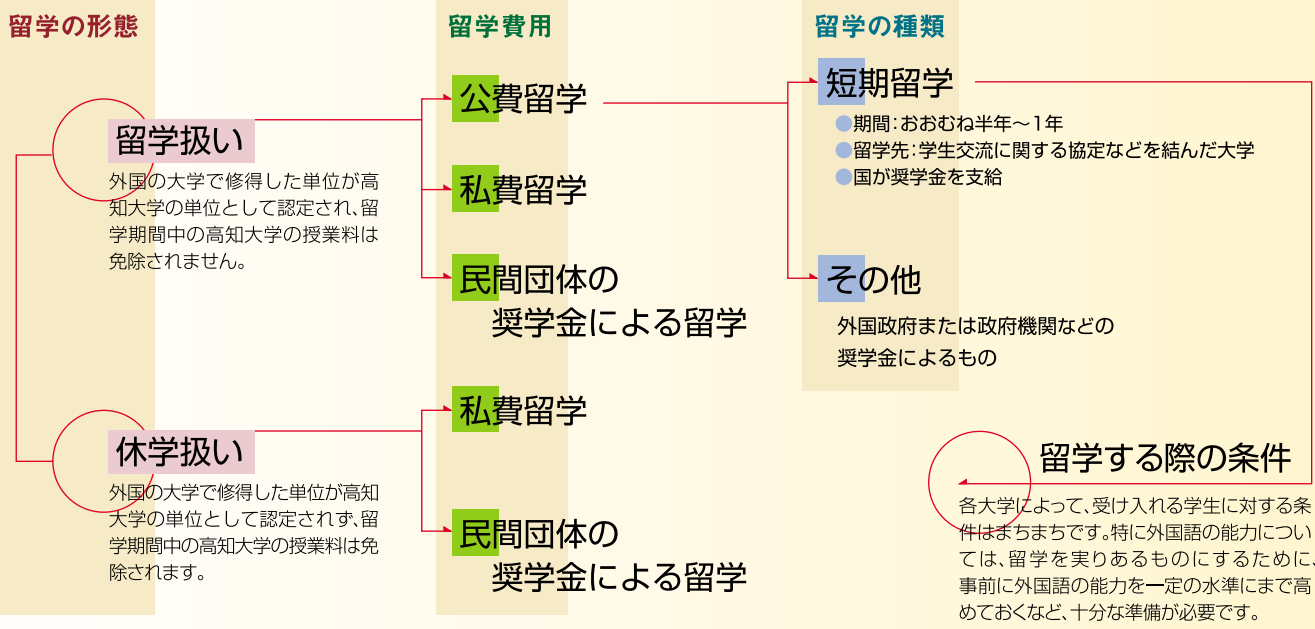 留学の形態
留学扱い
外国の大学で修得した単位が高
知大学の単位として認定され、留
学期間中の高知大学の授業料は
免除されません。
休学扱い
外国の大学で修得した単位が高知
大学の単位として認定されず、留
学期間中の高知大学の授業料は免
除されます。
留学費用
公費留学
私費留学
民間団体の
奨学金による留学
私費留学
民間団体の
奨学金による留学
留学の種類
短期留学
●期間:おおむね半年~1年
●留学先:学生交流に関する協定などを結んだ大学
●国が奨学金を支給
その他
外国政府または政府機関などの
奨学金によるもの
留学する際の条件
各大学によって、受け入れる学生に対する条
件はまちまちです。特に外国語の能力につい
ては、留学を実りあるものにするために、
事前に外国語の能力を一定の水準にまで高
めておくなど、十分な準備が必要です。